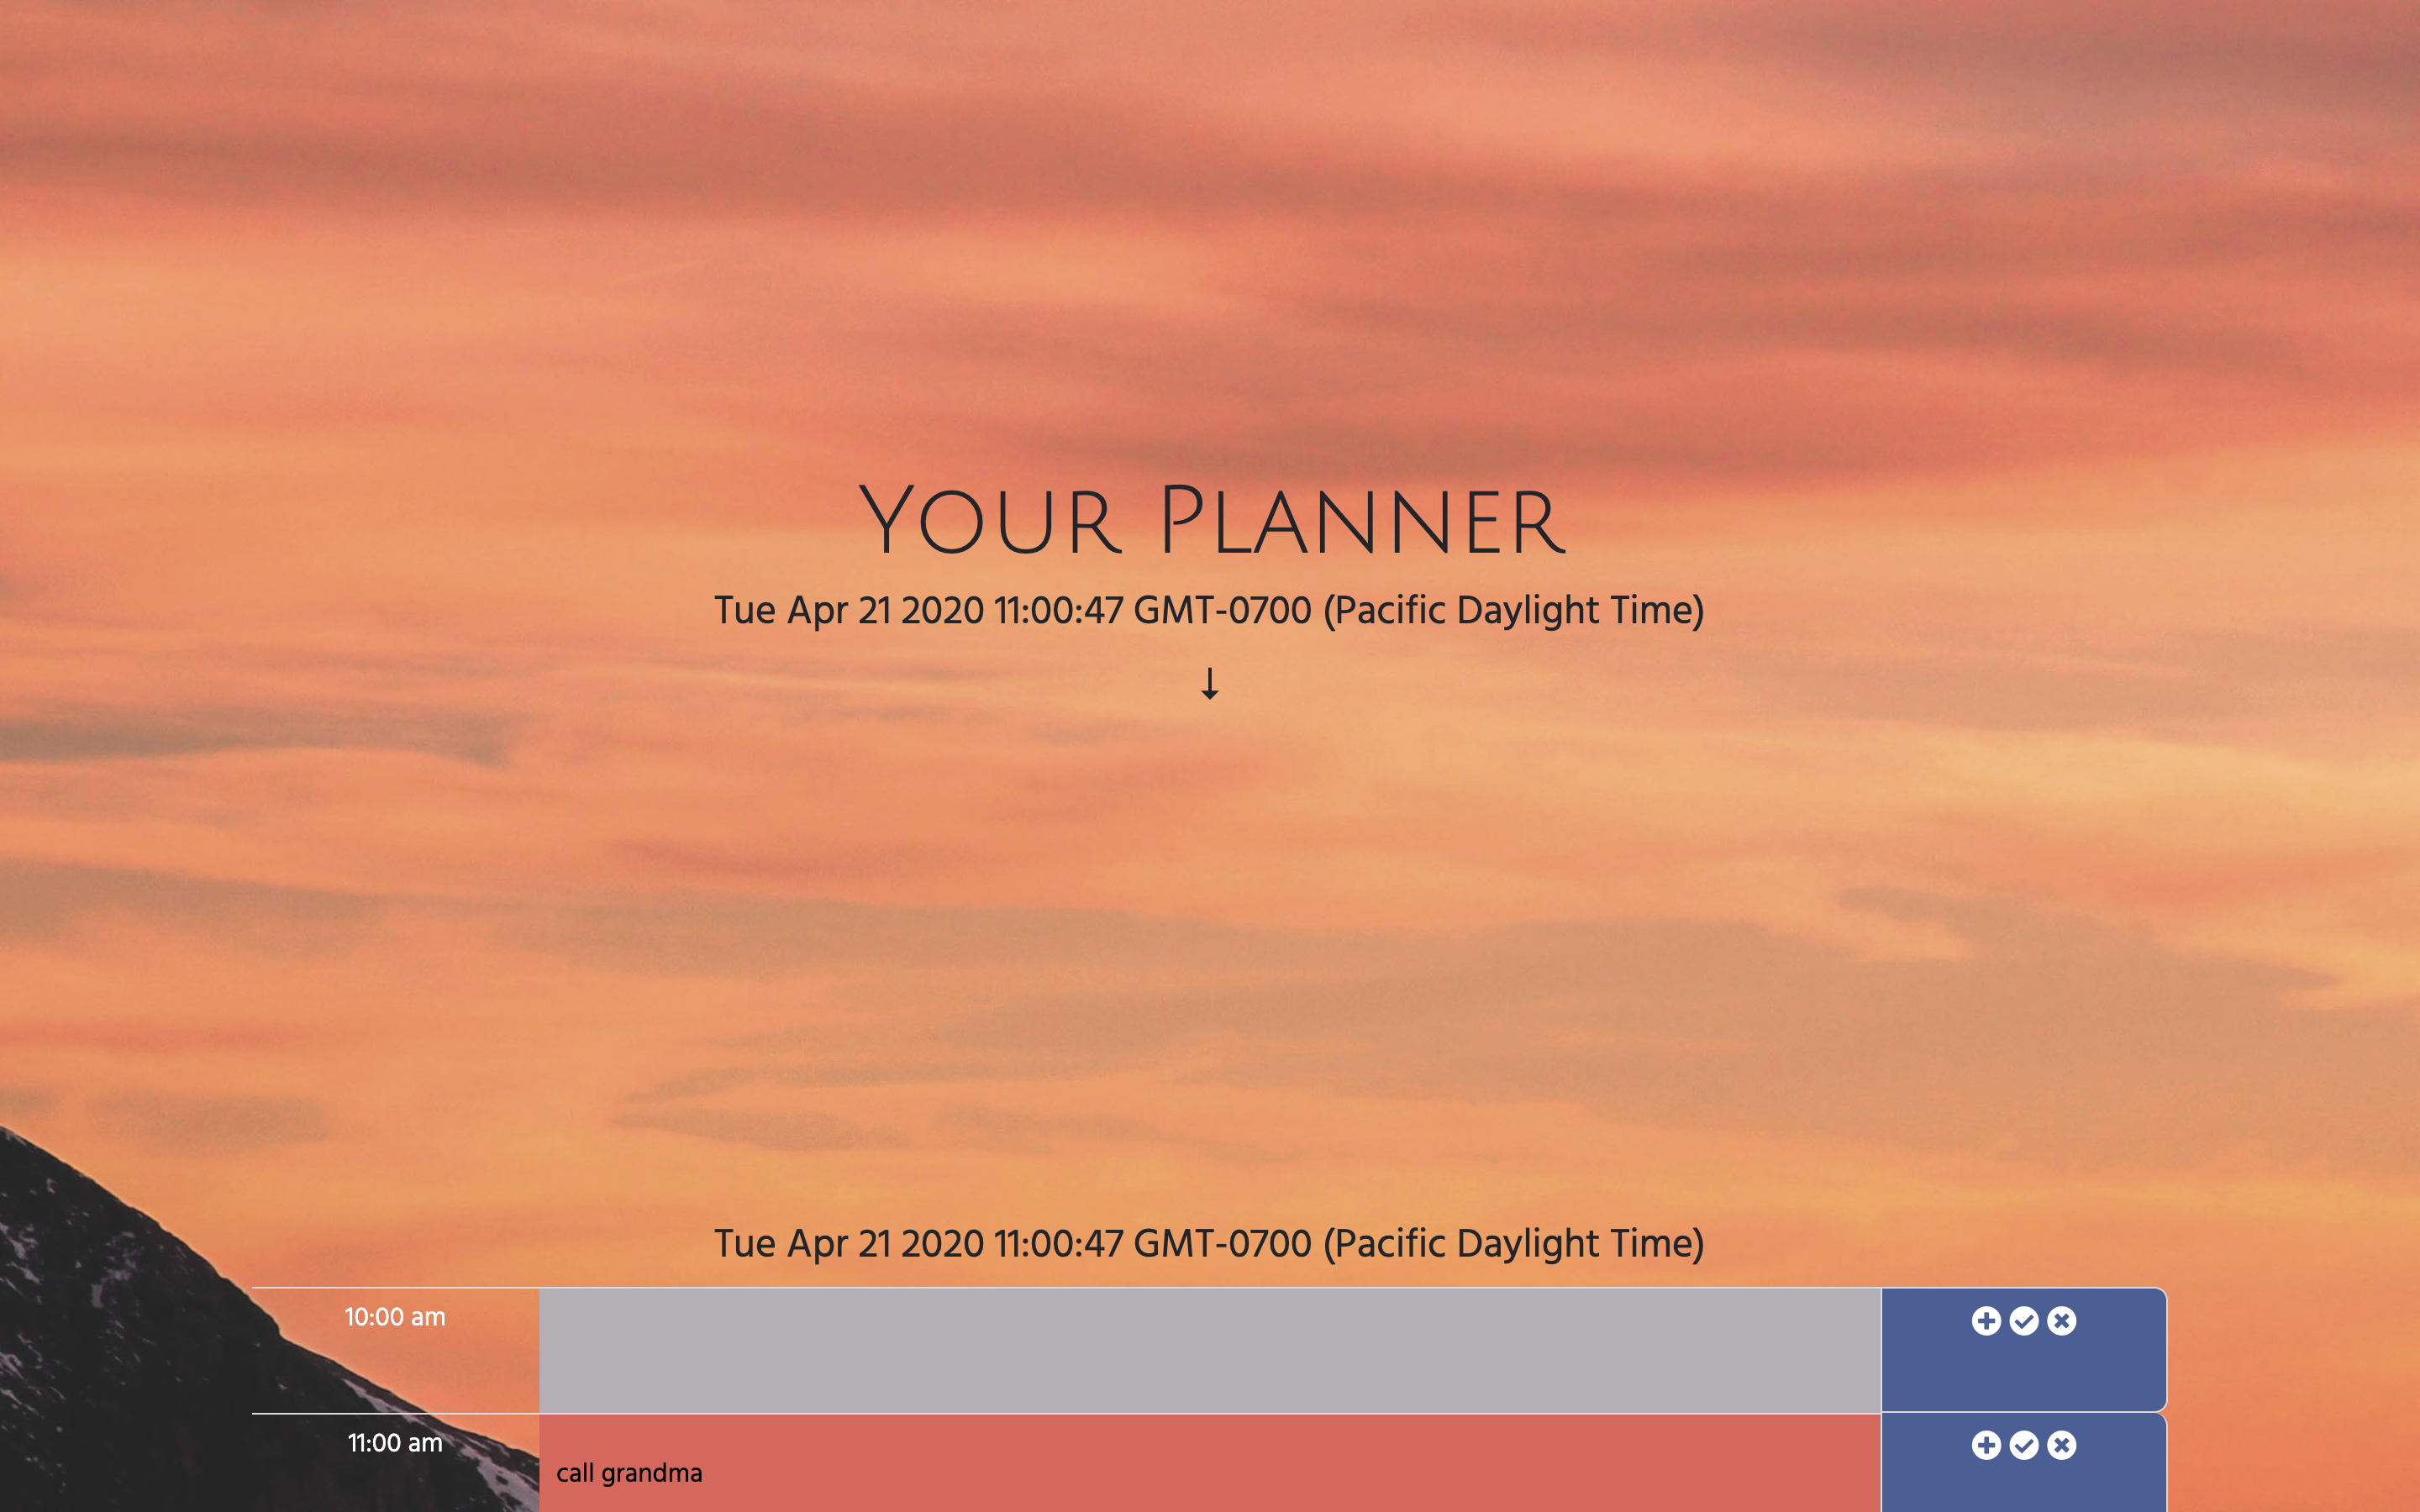 Your Planner
Tue Apr 21 2020 11:00:47 GMT-0700 (Pacific Daylight Time)
↓
Tue Apr 21 2020 11:00:47 GMT-0700 (Pacific Daylight Time)
10:00 am
11:00 am
call grandma